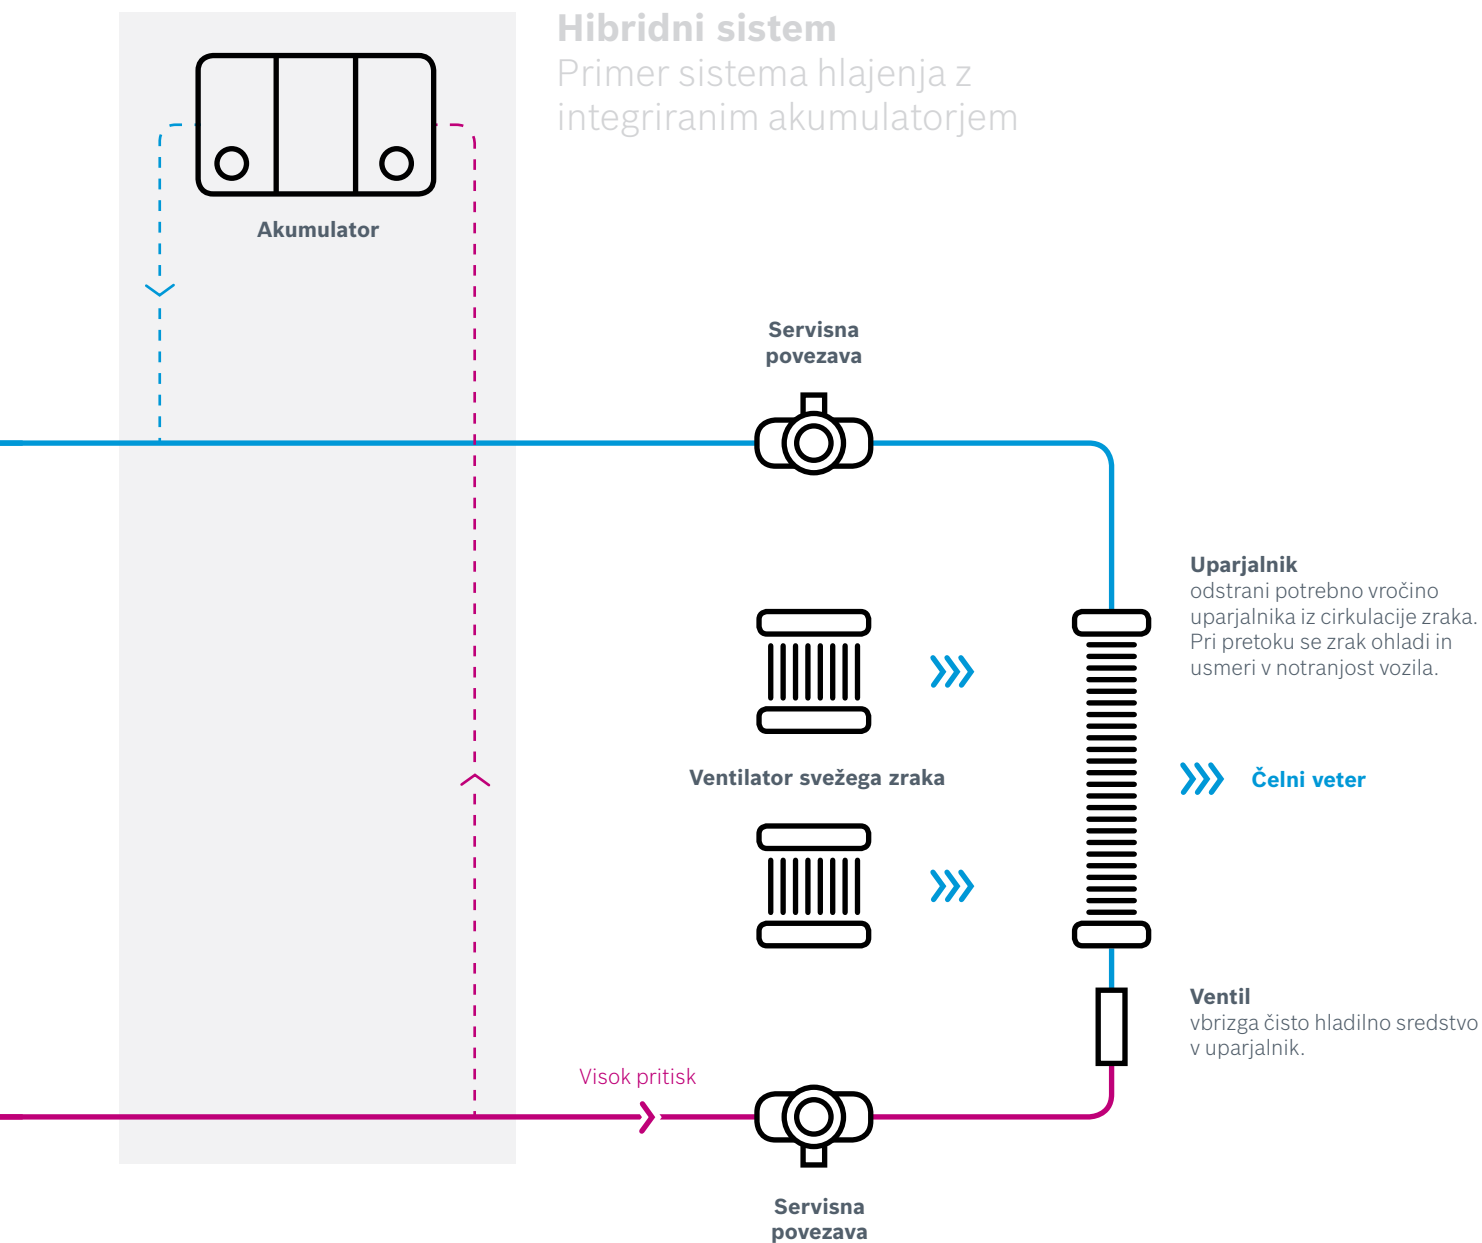 Hibridni sistem
Primer sistema hlajenja z
integriranim akumulatorjem
Akumulator
Servisna
povezava
Uparjalnik
odstrani potrebno vročino
uparjalnika iz cirkulacije zraka.
Pri pretoku se zrak ohladi in
usmeri v notranjost vozila.
Ventilator svežega zraka
Čelni veter
Ventil
vbrizga čisto hladilno sredstvo
v uparjalnik.
Visok pritisk
Servisna
povezava